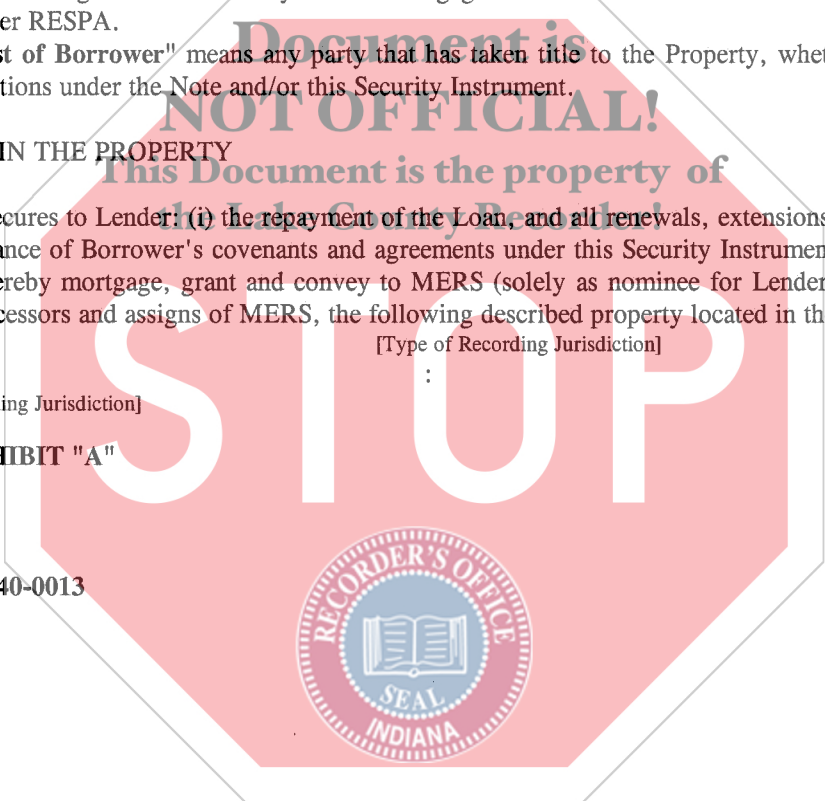 er RESPA.
Document is
st of Borrower" means any party that has taken title to the Property, whet
tions under the Note and/or this Security Instrument.
NOT OFFICIAL!
IN THE PROPERTY
This Document is the property of
the Lake County Recorder!
ecures to Lender: (i) the repayment of the Loan, and all renewals, extensions
ance of Borrower's covenants and agreements under this Security Instrumen
ereby mortgage, grant and convey to MERS (solely as nominee for Lender
cessors and assigns of MERS, the following described property located in th
[Type of Recording Jurisdiction]
:
ing Jurisdiction]
STOP
HIBIT "A"
40-0013
RECORDER'S OFFICE
SEAL
INDIANA